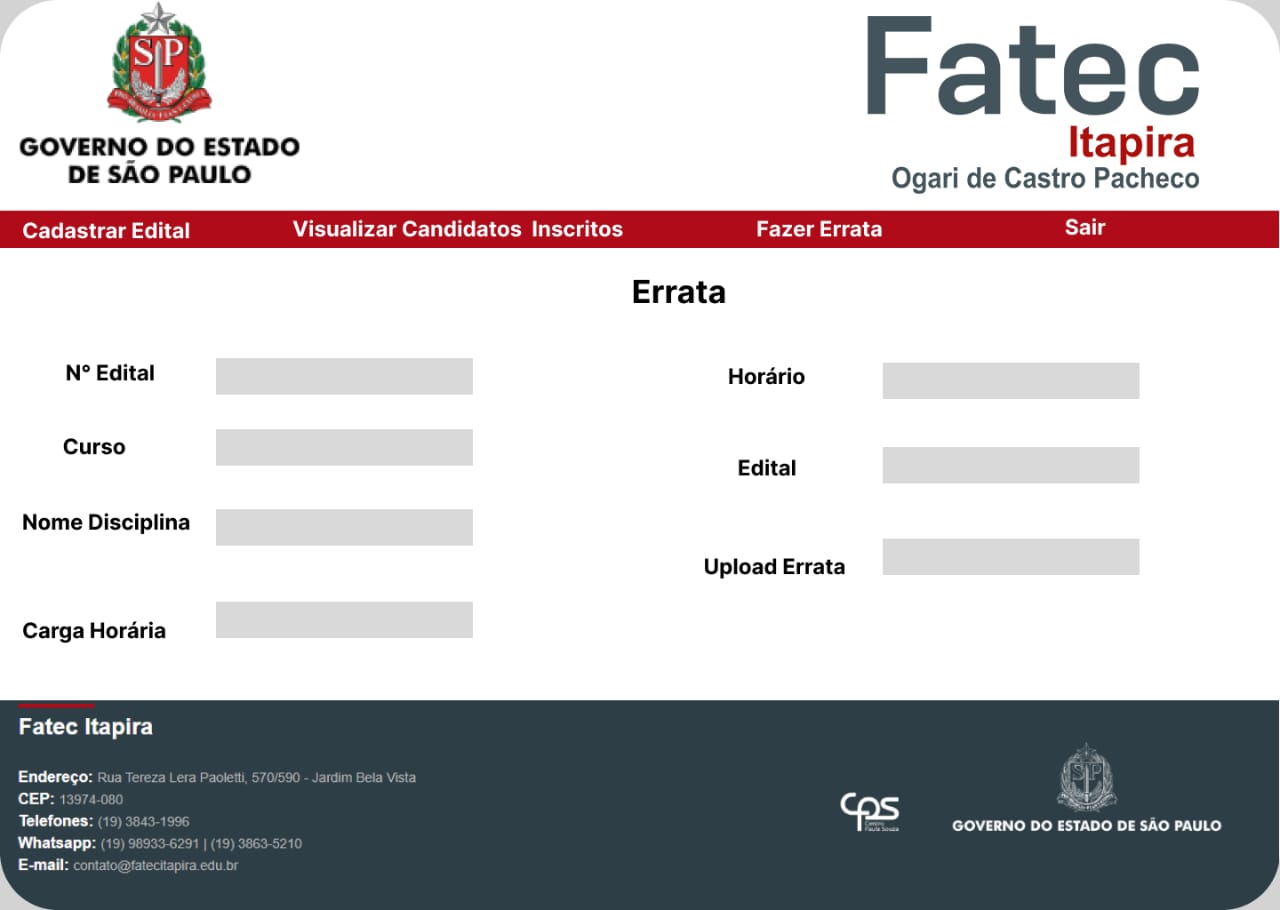 SP
GOVERNO DO ESTADO
DE SÃO PAULO
Fatec
Itapira
Ogari de Castro Pacheco
Cadastrar Edital
Visualizar Candidatos Inscritos
Fazer Errata
Sair
Errata
N° Edital
Horário
Curso
Edital
Nome Disciplina
Upload Errata
Carga Horária
Fatec Itapira
Endereço: Rua Tereza Lera Paoletti, 570/590 - Jardim Bela Vista
CEP: 13974-080
Telefones: (19) 3843-1996
Whatsapp: (19) 98933-6291 | (19) 3863-5210
E-mail: contato@fatecitapira.edu.br
cps
Centro
Paula Souza
SP
GOVERNO DO ESTADO DE SÃO PAULO